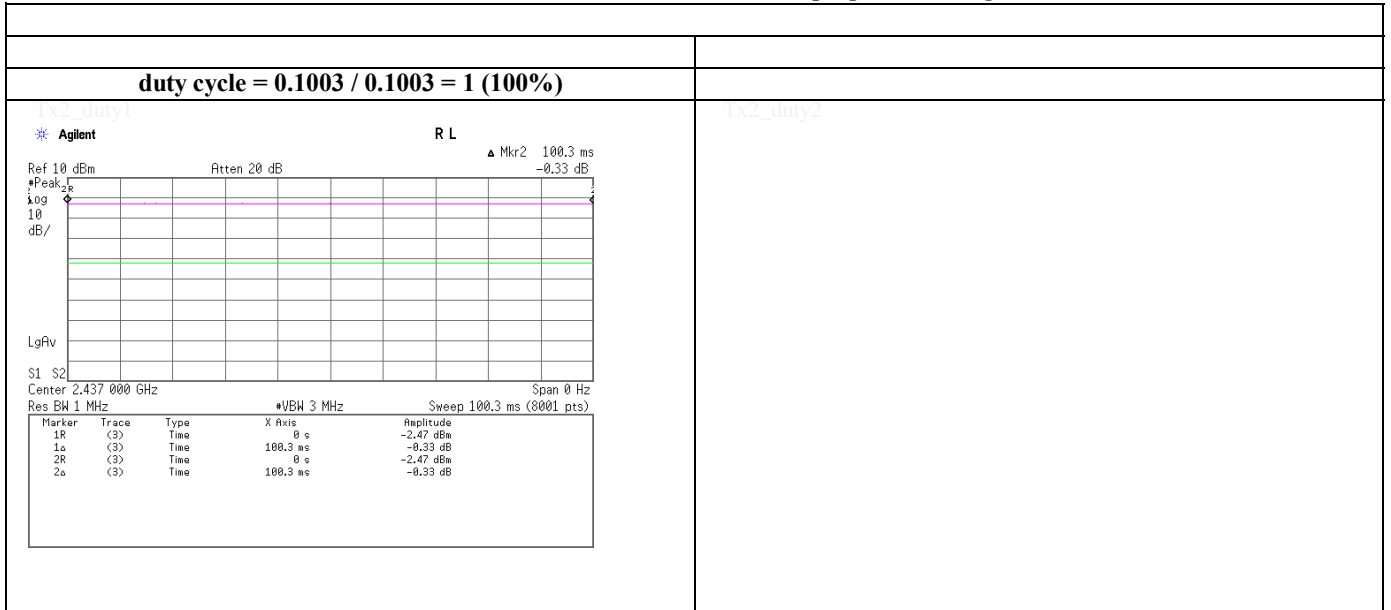 duty cycle = 0.1003 / 0.1003 = 1 (100%)
Tx2_duty1
Tx2_duty2
Agilent
R L
Δ Mkr2 100.3 ms
Ref 10 dBm Atten 20 dB -0.33 dB
#Peak
2R
2
Log
10
dB/
LgAv
S1 S2
Center 2.437 000 GHz Span 0 Hz
Res BW 1 MHz #VBW 3 MHz Sweep 100.3 ms (8001 pts)
Marker Trace Type X Axis Amplitude
1R (3) Time 0 s -2.47 dBm
1Δ (3) Time 100.3 ms -0.33 dB
2R (3) Time 0 s -2.47 dBm
2Δ (3) Time 100.3 ms -0.33 dB